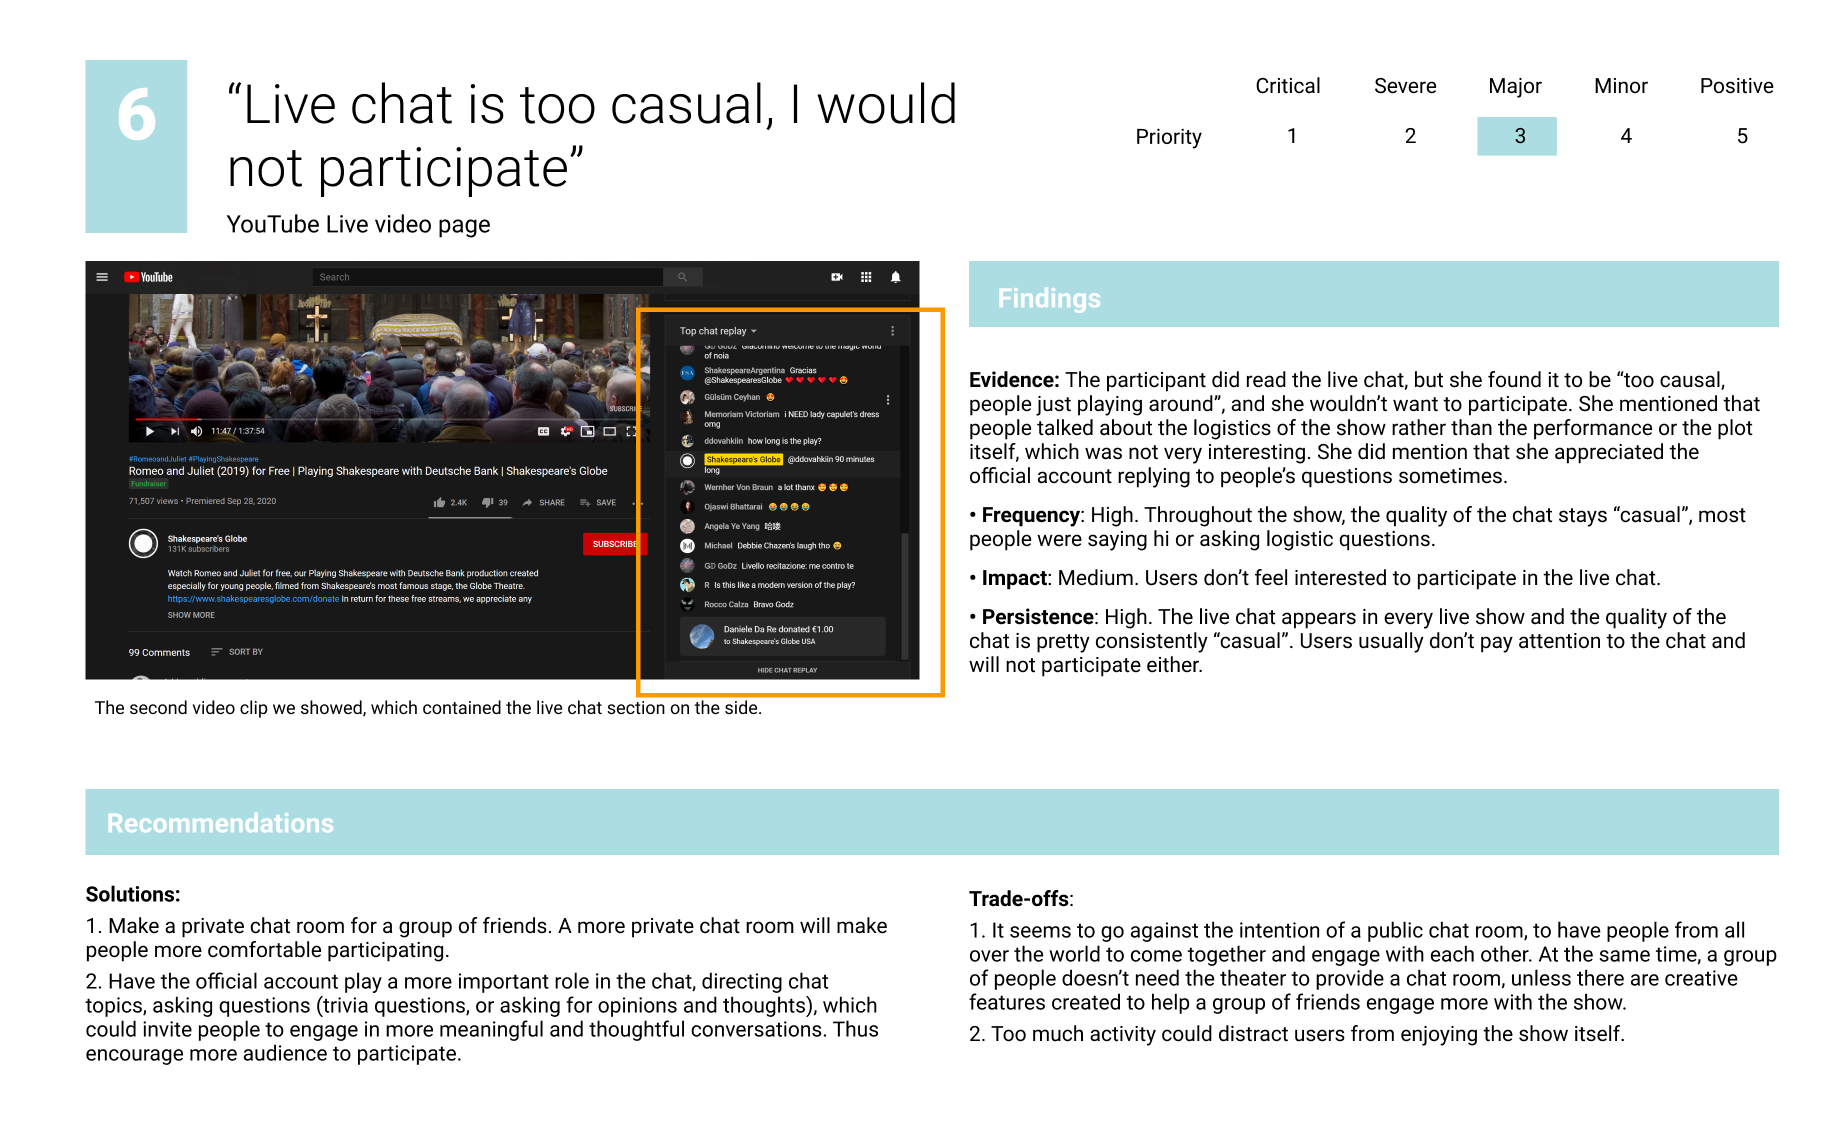 6
“Live chat is too casual, I would
not participate”
YouTube Live video page
Critical Severe Major Minor Positive
Priority 1 2 3 4 5
YouTube
Search
SUBSCRIBE
11:47 / 1:37:54
#RomeoandJuliet #PlayingShakespeare
Romeo and Juliet (2019) for Free | Playing Shakespeare with Deutsche Bank | Shakespeare's Globe
Fundraiser
71,507 views • Premiered Sep 28, 2020
2.4K 39 SHARE SAVE
Shakespeare's Globe
131K subscribers
SUBSCRIBE
Watch Romeo and Juliet for free, our Playing Shakespeare with Deutsche Bank production created
especially for young people, filmed from Shakespeare's most famous stage, the Globe Theatre.
https://www.shakespearesglobe.com/donate In return for these free streams, we appreciate any
SHOW MORE
99 Comments SORT BY
Top chat replay
GD GoDz Giacomino welcome to the magic world
of noia
ShakespeareArgentina Gracias
@ShakespearesGlobe
Gülsüm Ceyhan
Memoriam Victoriam i NEED lady capulet's dress
omg
ddovahkiin how long is the play?
Shakespeare's Globe @ddovahkiin 90 minutes
long
Wernher Von Braun a lot thanx
Ojaswi Bhattarai
Angela Ye Yang
Michael Debbie Chazen's laugh tho
GD GoDz Livello recitazione: me contro te
R Is this like a modern version of the play?
Rocco Calza Bravo Godz
Daniele Da Re donated €1.00
to Shakespeare's Globe USA
HIDE CHAT REPLAY
The second video clip we showed, which contained the live chat section on the side.
Findings
Evidence: The participant did read the live chat, but she found it to be “too causal,
people just playing around”, and she wouldn’t want to participate. She mentioned that
people talked about the logistics of the show rather than the performance or the plot
itself, which was not very interesting. She did mention that she appreciated the
official account replying to people’s questions sometimes.
• Frequency: High. Throughout the show, the quality of the chat stays “casual”, most
people were saying hi or asking logistic questions.
• Impact: Medium. Users don’t feel interested to participate in the live chat.
• Persistence: High. The live chat appears in every live show and the quality of the
chat is pretty consistently “casual”. Users usually don’t pay attention to the chat and
will not participate either.
Recommendations
Solutions:
1. Make a private chat room for a group of friends. A more private chat room will make
people more comfortable participating.
2. Have the official account play a more important role in the chat, directing chat
topics, asking questions (trivia questions, or asking for opinions and thoughts), which
could invite people to engage in more meaningful and thoughtful conversations. Thus
encourage more audience to participate.
Trade-offs:
1. It seems to go against the intention of a public chat room, to have people from all
over the world to come together and engage with each other. At the same time, a group
of people doesn’t need the theater to provide a chat room, unless there are creative
features created to help a group of friends engage more with the show.
2. Too much activity could distract users from enjoying the show itself.